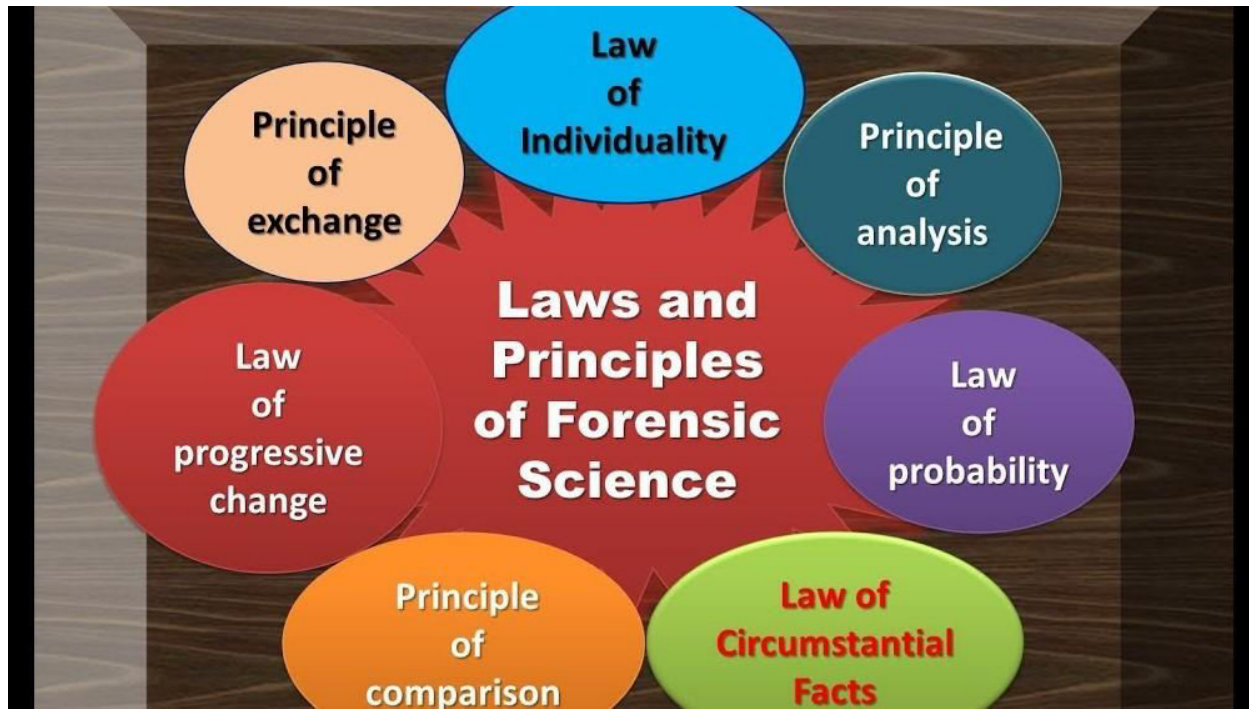 Laws and
Principles
of Forensic
Science
Law
of
Individuality
Principle
of
analysis
Law
of
probability
Law of
Circumstantial
Facts
Principle
of
comparison
Law
of
progressive
change
Principle
of
exchange